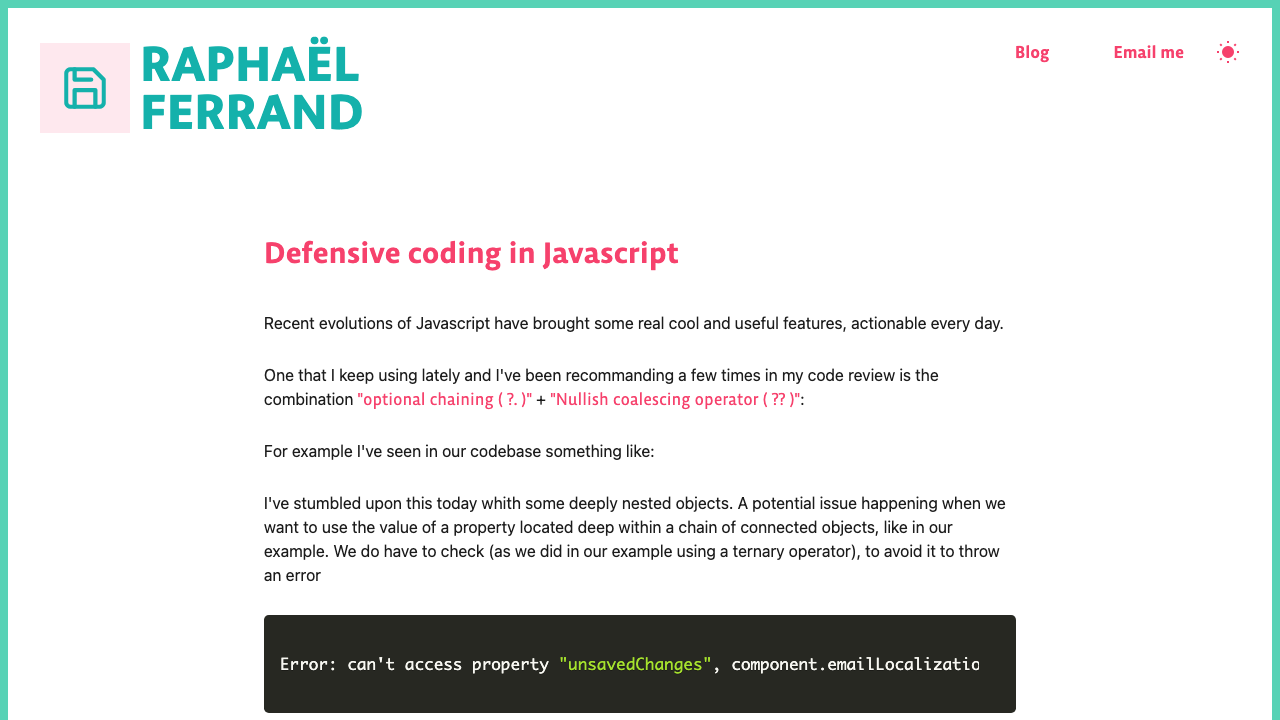 RAPHAËL
FERRAND
Blog
Email me
Defensive coding in Javascript
Recent evolutions of Javascript have brought some real cool and useful features, actionable every day.
One that I keep using lately and I've been recommanding a few times in my code review is the
combination "optional chaining ( ?. )" + "Nullish coalescing operator ( ?? )":
For example I've seen in our codebase something like:
I've stumbled upon this today whith some deeply nested objects. A potential issue happening when we
want to use the value of a property located deep within a chain of connected objects, like in our
example. We do have to check (as we did in our example using a ternary operator), to avoid it to throw
an error
Error: can't access property "unsavedChanges", component.emailLocalizatio